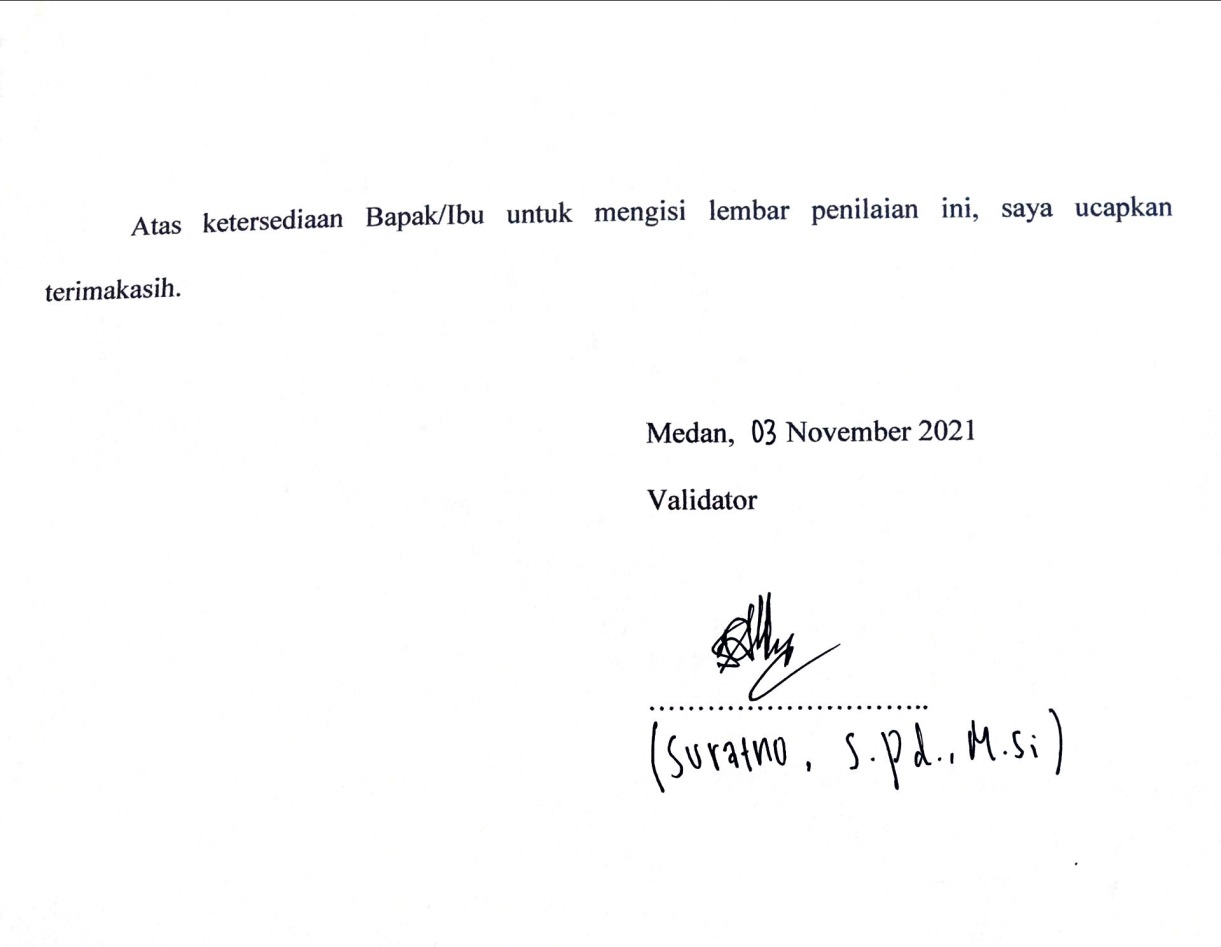 Atas ketersediaan Bapak/Ibu untuk mengisi lembar penilaian ini, saya ucapkan
terimakasih.
Medan, 03 November 2021
Validator
............................
(Suratno, S.Pd., M.Si)